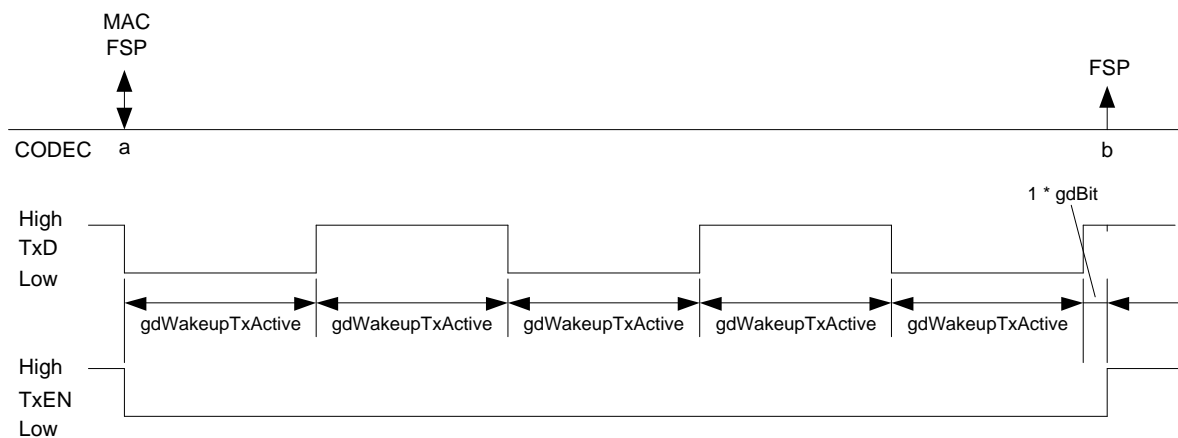 MAC
FSP
FSP
CODEC a b
1 * gdBit
High
TxD
Low
gdWakeupTxActive gdWakeupTxActive gdWakeupTxActive gdWakeupTxActive gdWakeupTxActive
High
TxEN
Low